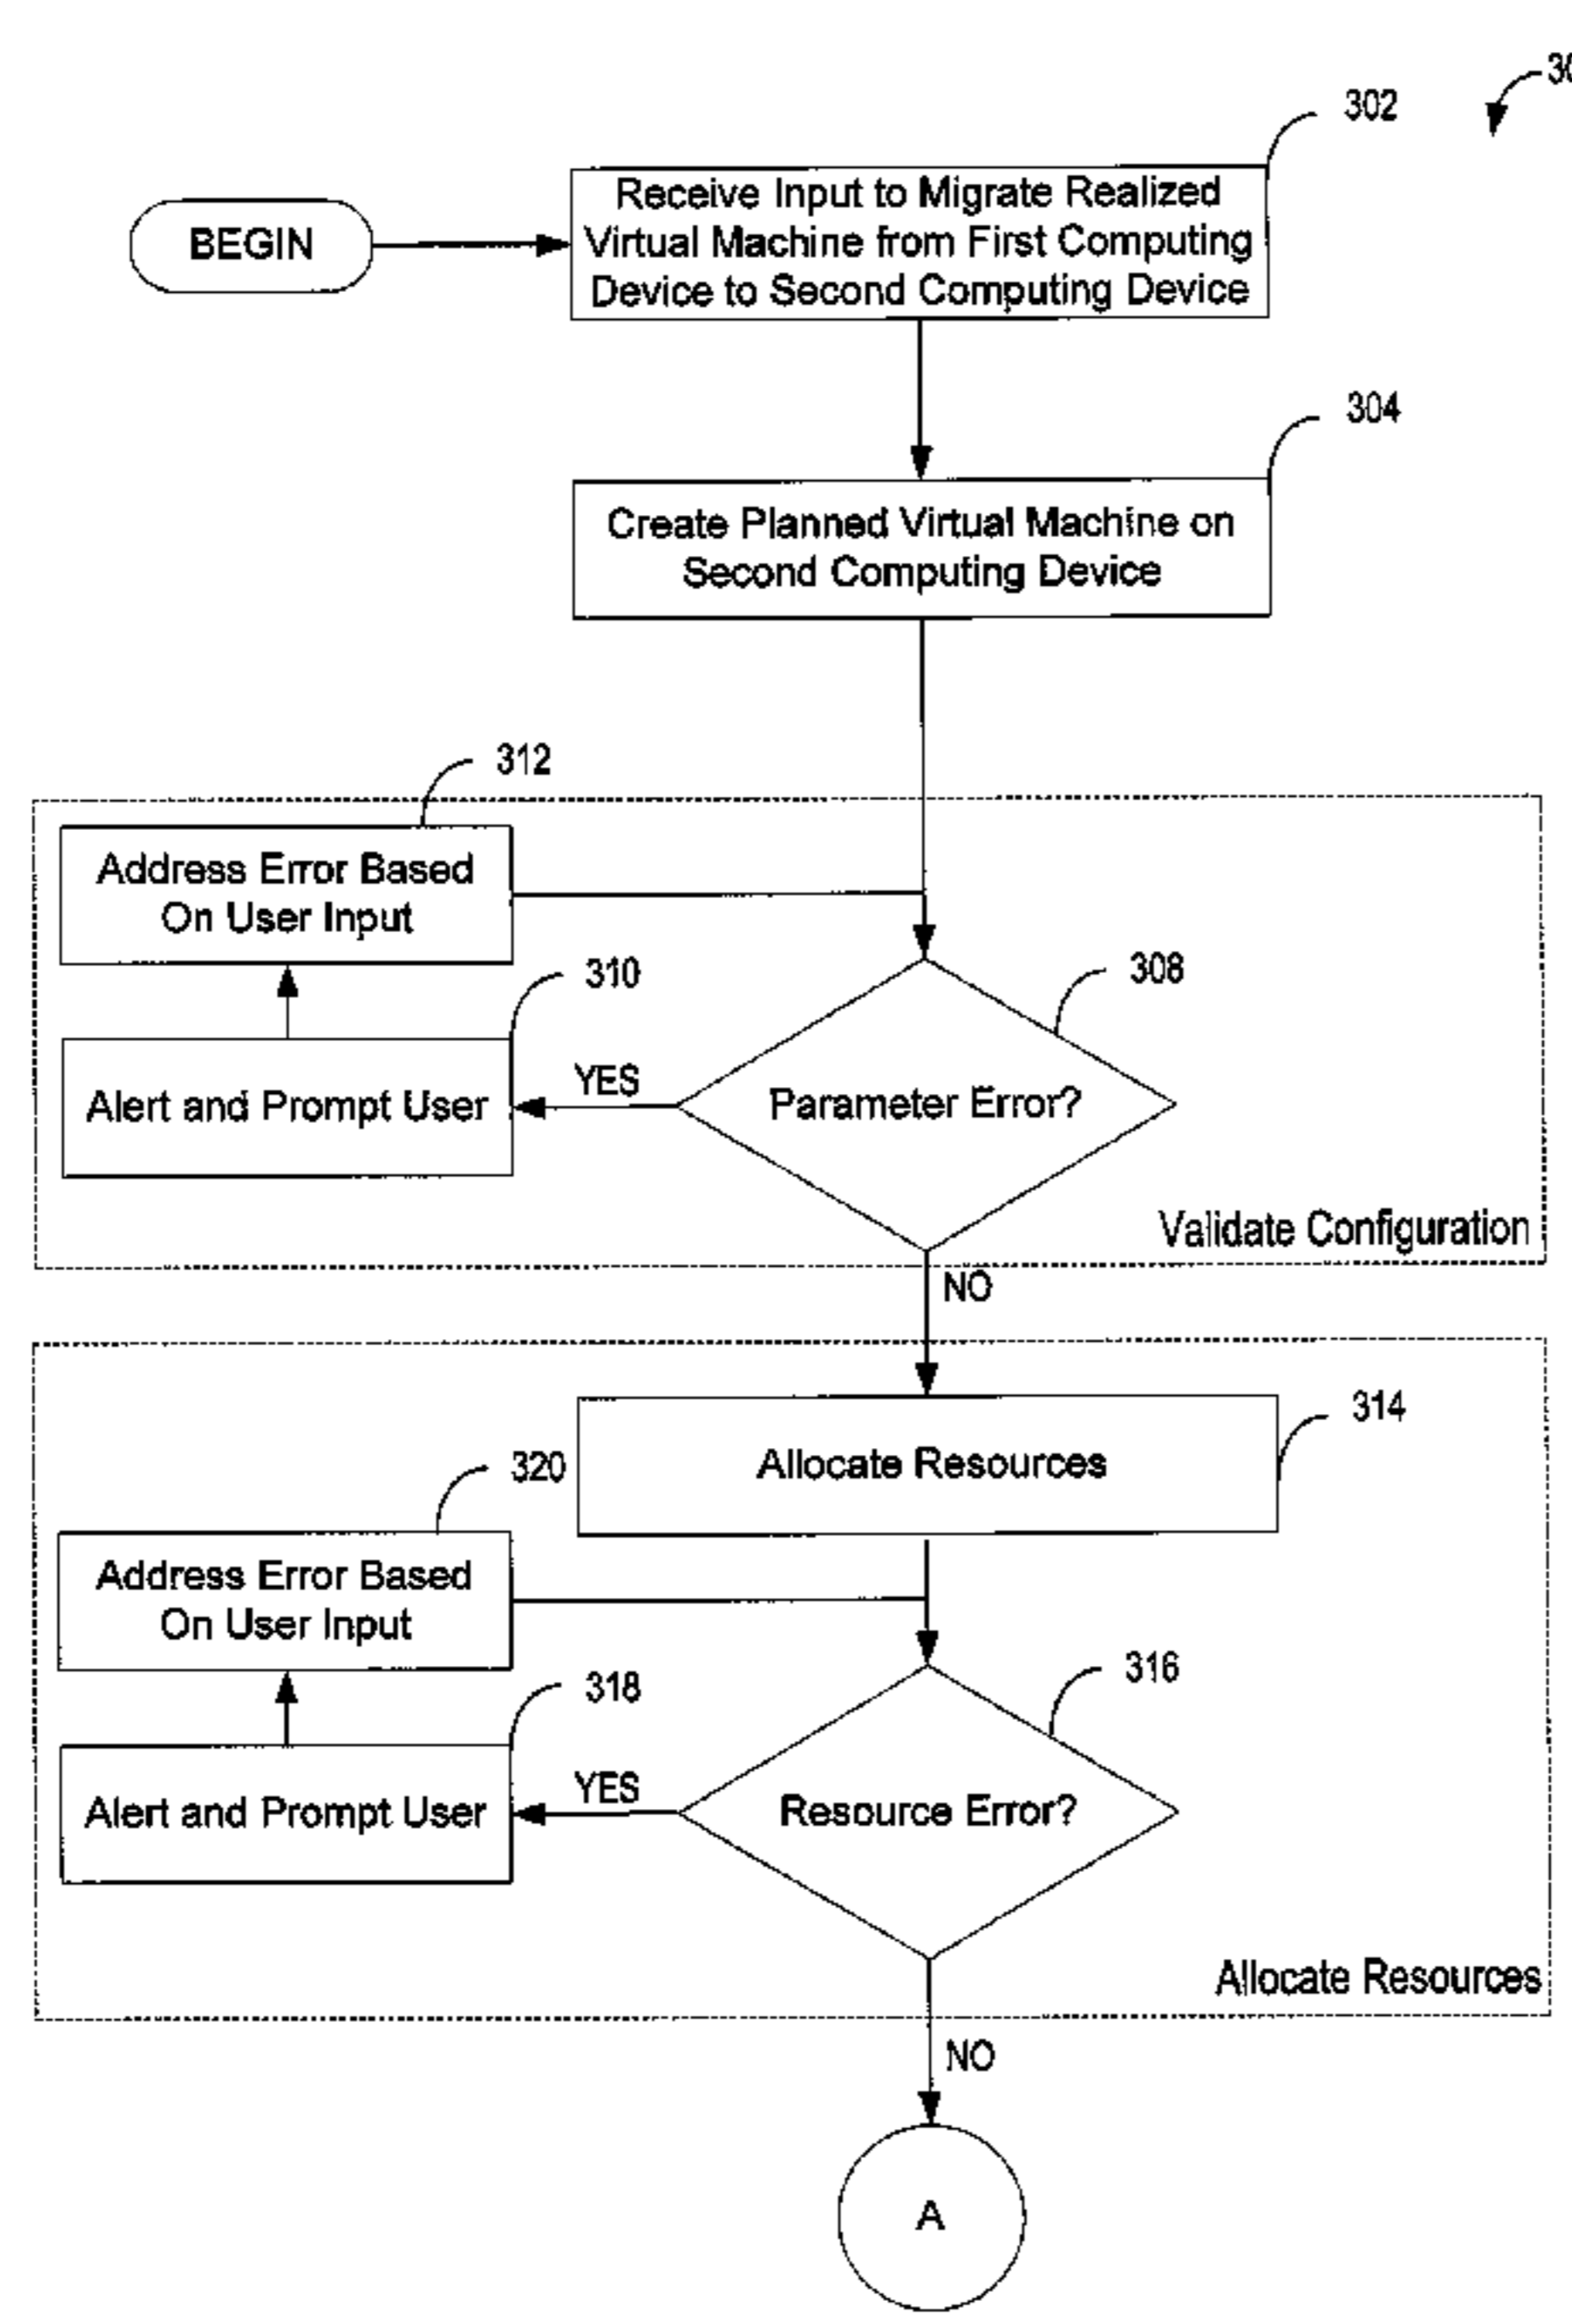 302
BEGIN
Receive Input to Migrate Realized
Virtual Machine from First Computing
Device to Second Computing Device
304
Create Planned Virtual Machine on
Second Computing Device
312
Address Error Based
On User Input
310
308
YES
Alert and Prompt User
Parameter Error?
Validate Configuration
NO
314
Allocate Resources
320
Address Error Based
On User Input
318
316
YES
Alert and Prompt User
Resource Error?
Allocate Resources
NO
A